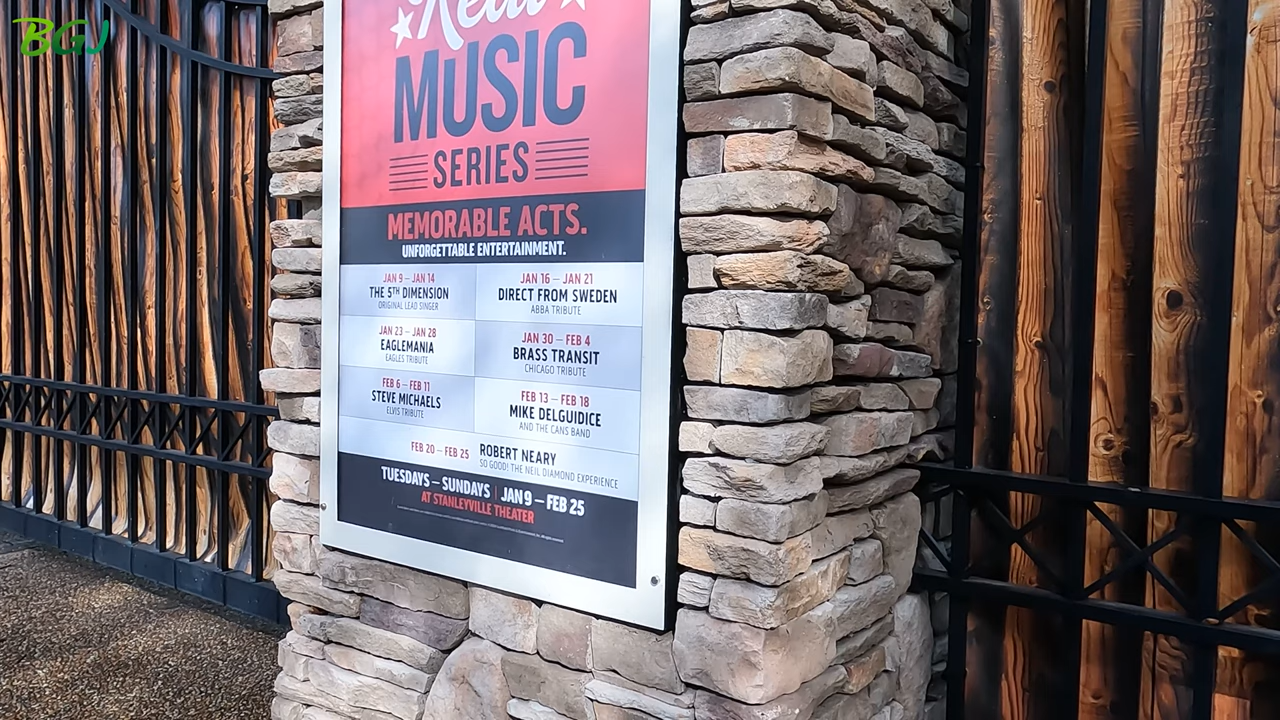 BGJ
Real
MUSIC
SERIES
MEMORABLE ACTS.
UNFORGETTABLE ENTERTAINMENT.
JAN 9 – JAN 14
THE 5TH DIMENSION
ORIGINAL LEAD SINGER
JAN 16 – JAN 21
DIRECT FROM SWEDEN
ABBA TRIBUTE
JAN 23 – JAN 28
EAGLEMANIA
EAGLES TRIBUTE
JAN 30 – FEB 4
BRASS TRANSIT
CHICAGO TRIBUTE
FEB 6 – FEB 11
STEVE MICHAELS
ELVIS TRIBUTE
FEB 13 – FEB 18
MIKE DELGUIDICE
AND THE CANS BAND
FEB 20 – FEB 25 ROBERT NEARY
SO GOOD! THE NEIL DIAMOND EXPERIENCE
TUESDAYS – SUNDAYS | JAN 9 – FEB 25
AT STANLEYVILLE THEATER